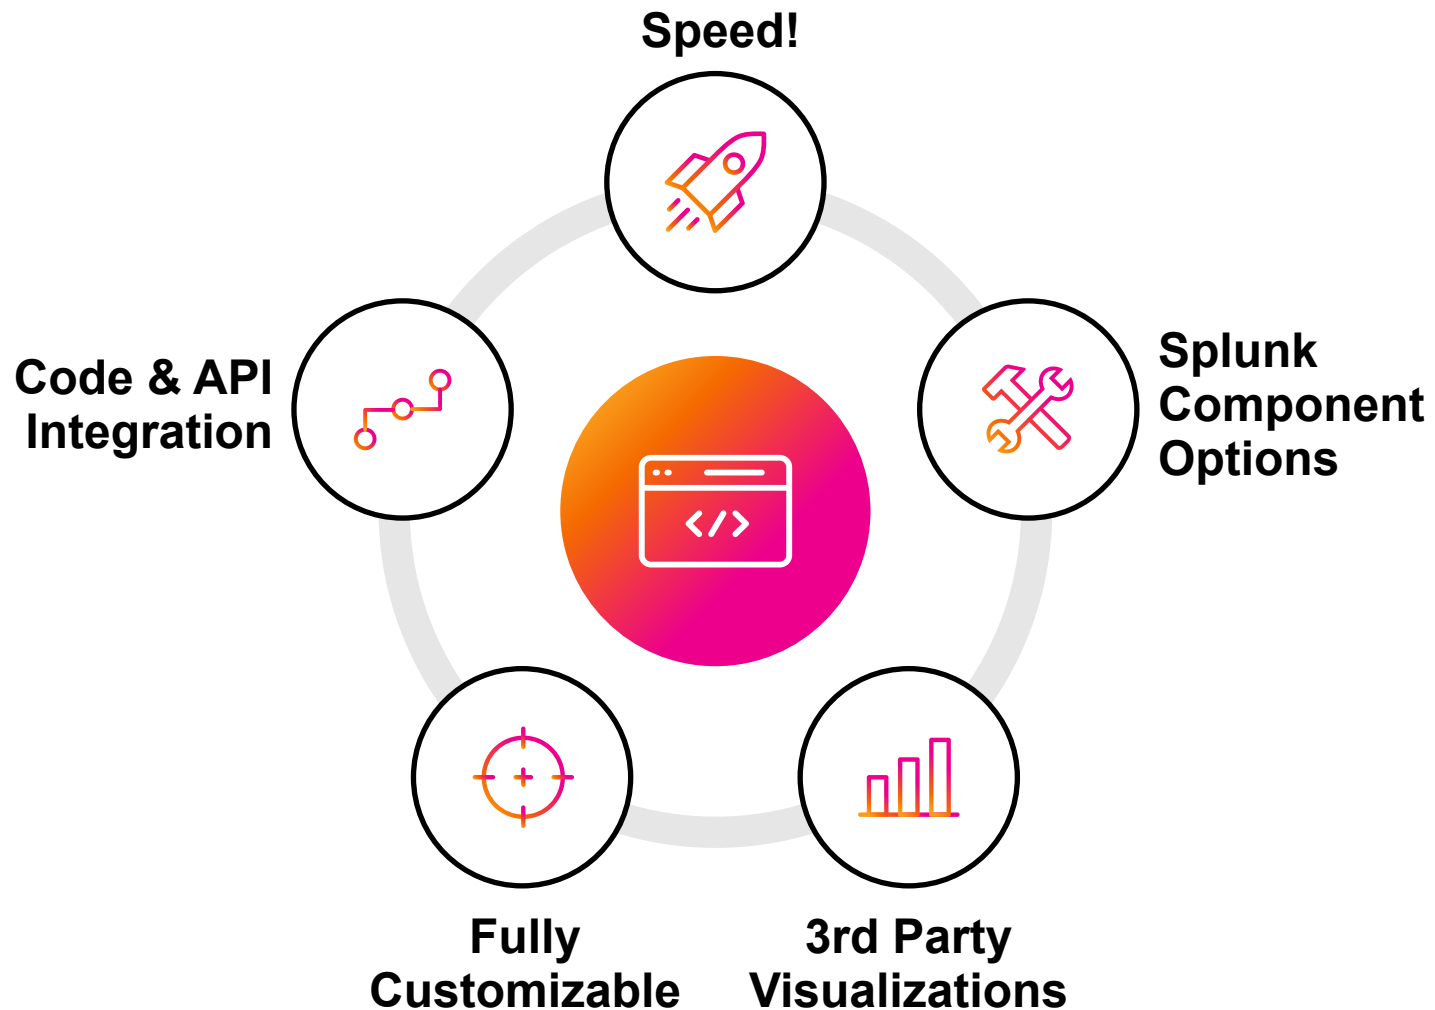 Speed!
Splunk
Component
Options
3rd Party
Visualizations
Fully
Customizable
Code & API
Integration